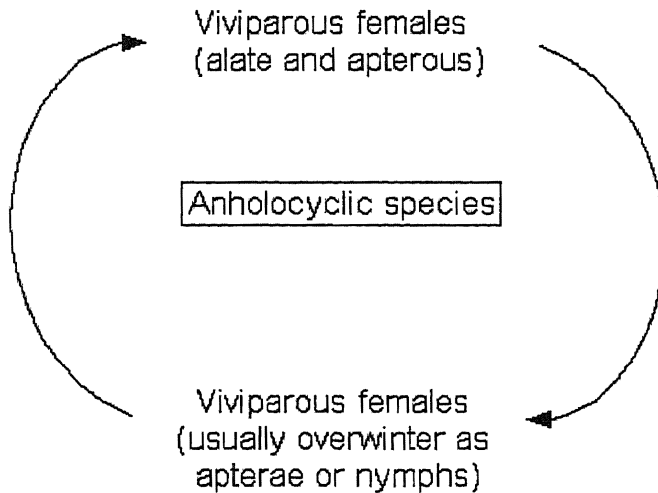 Viviparous females
(alate and apterous)
Anholocyclic species
Viviparous females
(usually overwinter as
apterae or nymphs)